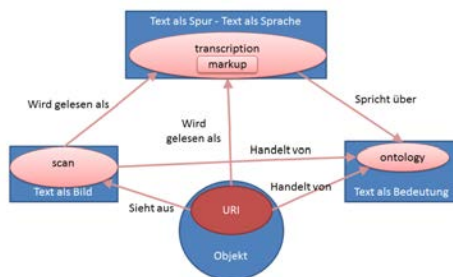 Text als Spur - Text als Sprache
transcription
markup
Wird gelesen als
Spricht über
Wird
gelesen als
Handelt von
scan
ontology
Text als Bild
Handelt von
Text als Bedeutung
Sieht aus
URI
Objekt